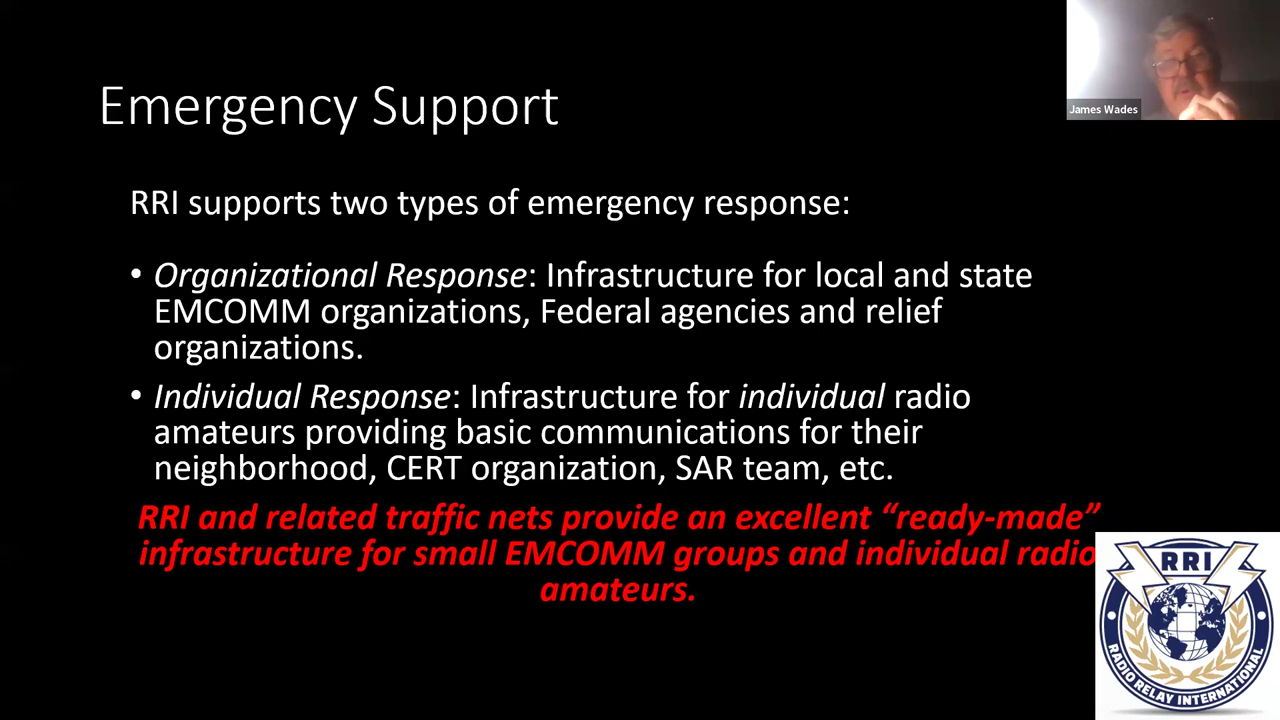 Emergency Support
James Wades
RRI supports two types of emergency response:
• Organizational Response: Infrastructure for local and state
EMCOMM organizations, Federal agencies and relief
organizations.
• Individual Response: Infrastructure for individual radio
amateurs providing basic communications for their
neighborhood, CERT organization, SAR team, etc.
RRI and related traffic nets provide an excellent “ready-made”
infrastructure for small EMCOMM groups and individual radio
amateurs.
RRI
RADIO RELAY INTERNATIONAL